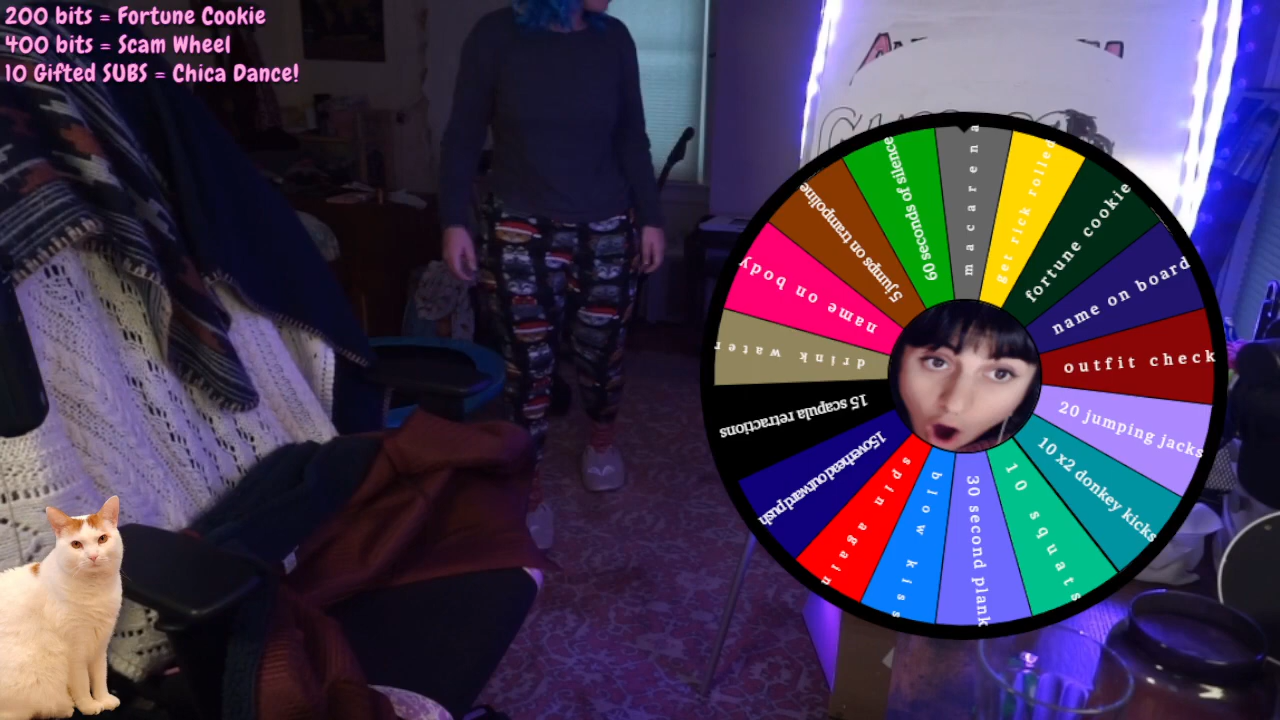 200 bits = Fortune Cookie
400 bits = Scam Wheel
10 Gifted SUBS = Chica Dance!
macarena
get rick rolled
fortune cookie
name on board
outfit check
20 jumping jacks
10 x2 donkey kicks
10 squats
30 second plank
blow kiss
spin again
15overheadoutwardpush
15 scapula retractions
drink water
name on body
5jumps on trampoline
60 seconds of silence